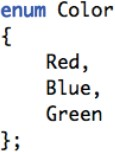 enum Color
{
    Red,
    Blue,
    Green
};